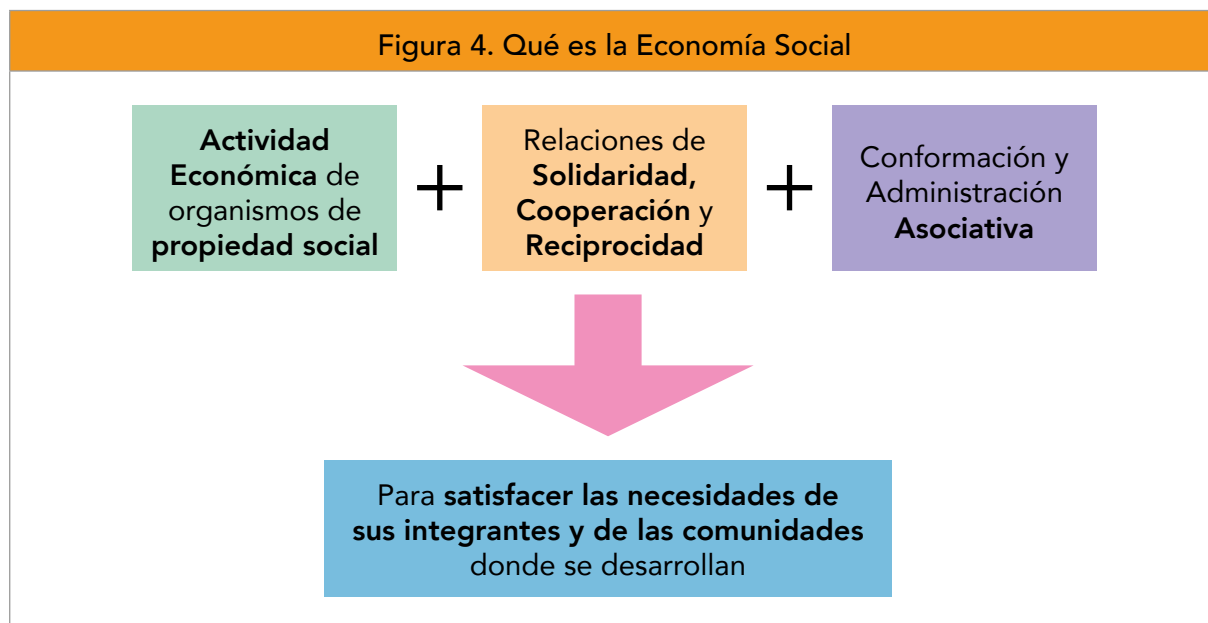 Figura 4. Qué es la Economía Social
Actividad
Económica de
organismos de
propiedad social
+
Relaciones de
Solidaridad,
Cooperación y
Reciprocidad
+
Conformación y
Administración
Asociativa
Para satisfacer las necesidades de
sus integrantes y de las comunidades
donde se desarrollan